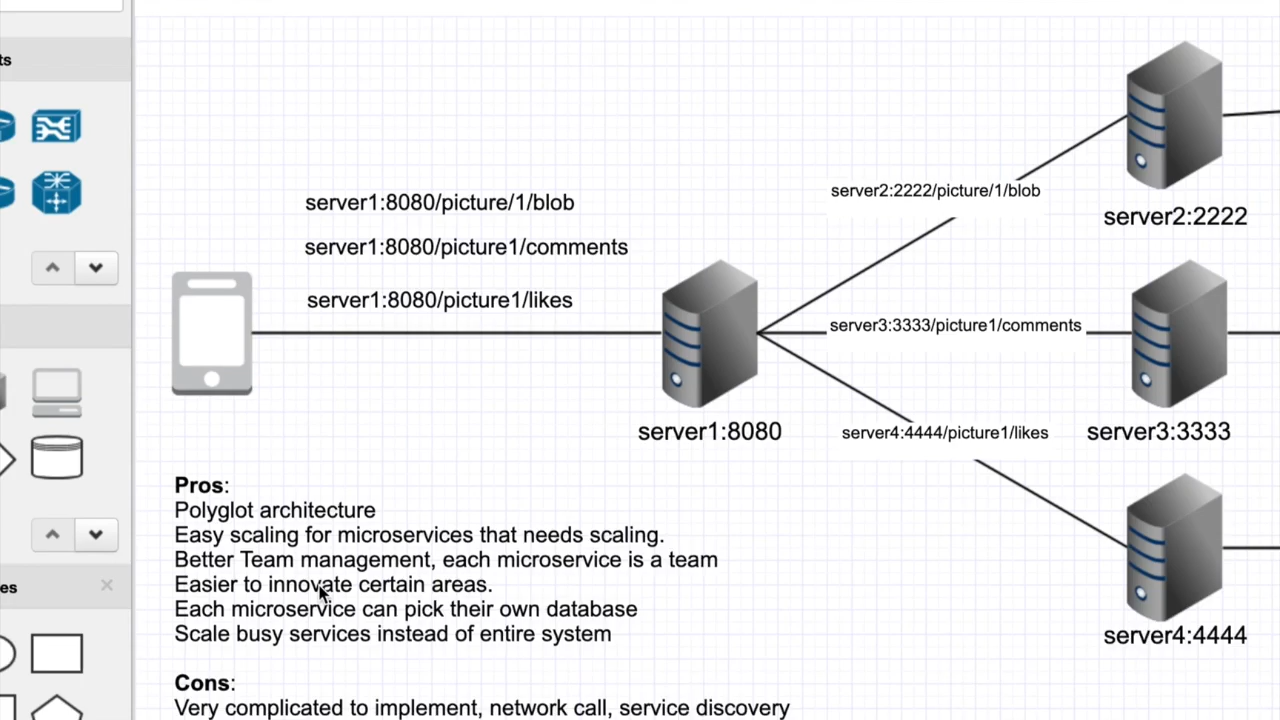 ts
server1:8080/picture/1/blob
server1:8080/picture1/comments
server1:8080/picture1/likes
server2:2222/picture/1/blob
server2:2222
server3:3333/picture1/comments
server1:8080
server4:4444/picture1/likes
server3:3333
server4:4444
Pros:
Polyglot architecture
Easy scaling for microservices that needs scaling.
Better Team management, each microservice is a team
Easier to innovate certain areas.
Each microservice can pick their own database
Scale busy services instead of entire system
es
Cons:
Very complicated to implement, network call, service discovery